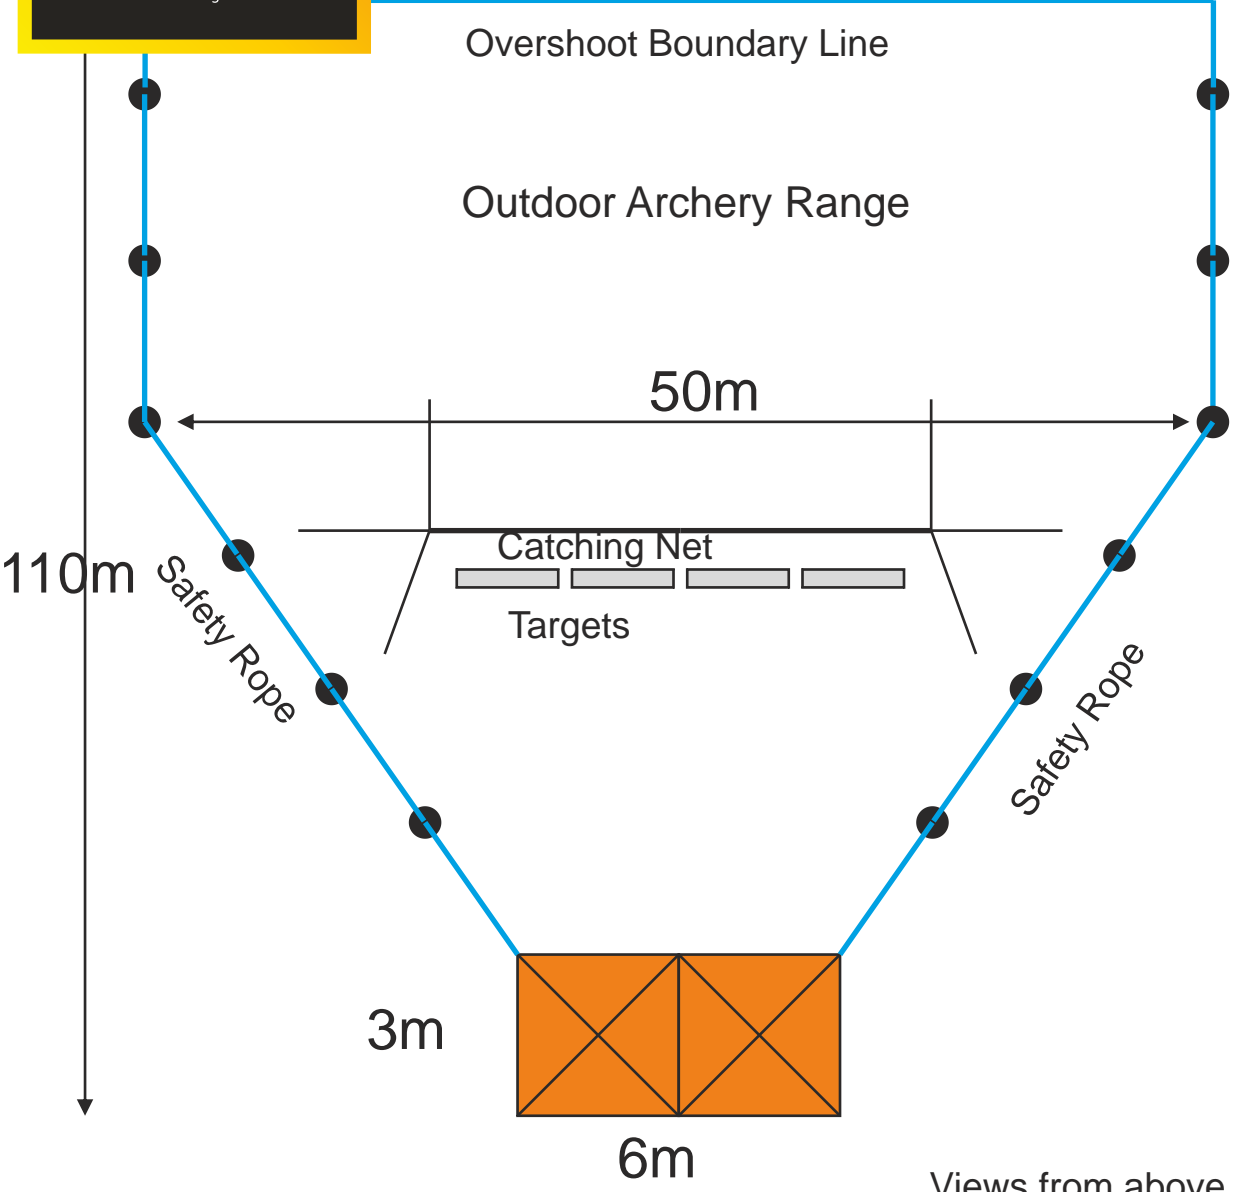 Overshoot Boundary Line
Outdoor Archery Range
50m
Catching Net
110m
Safety Rope
Targets
Safety Rope
3m
6m
Views from above